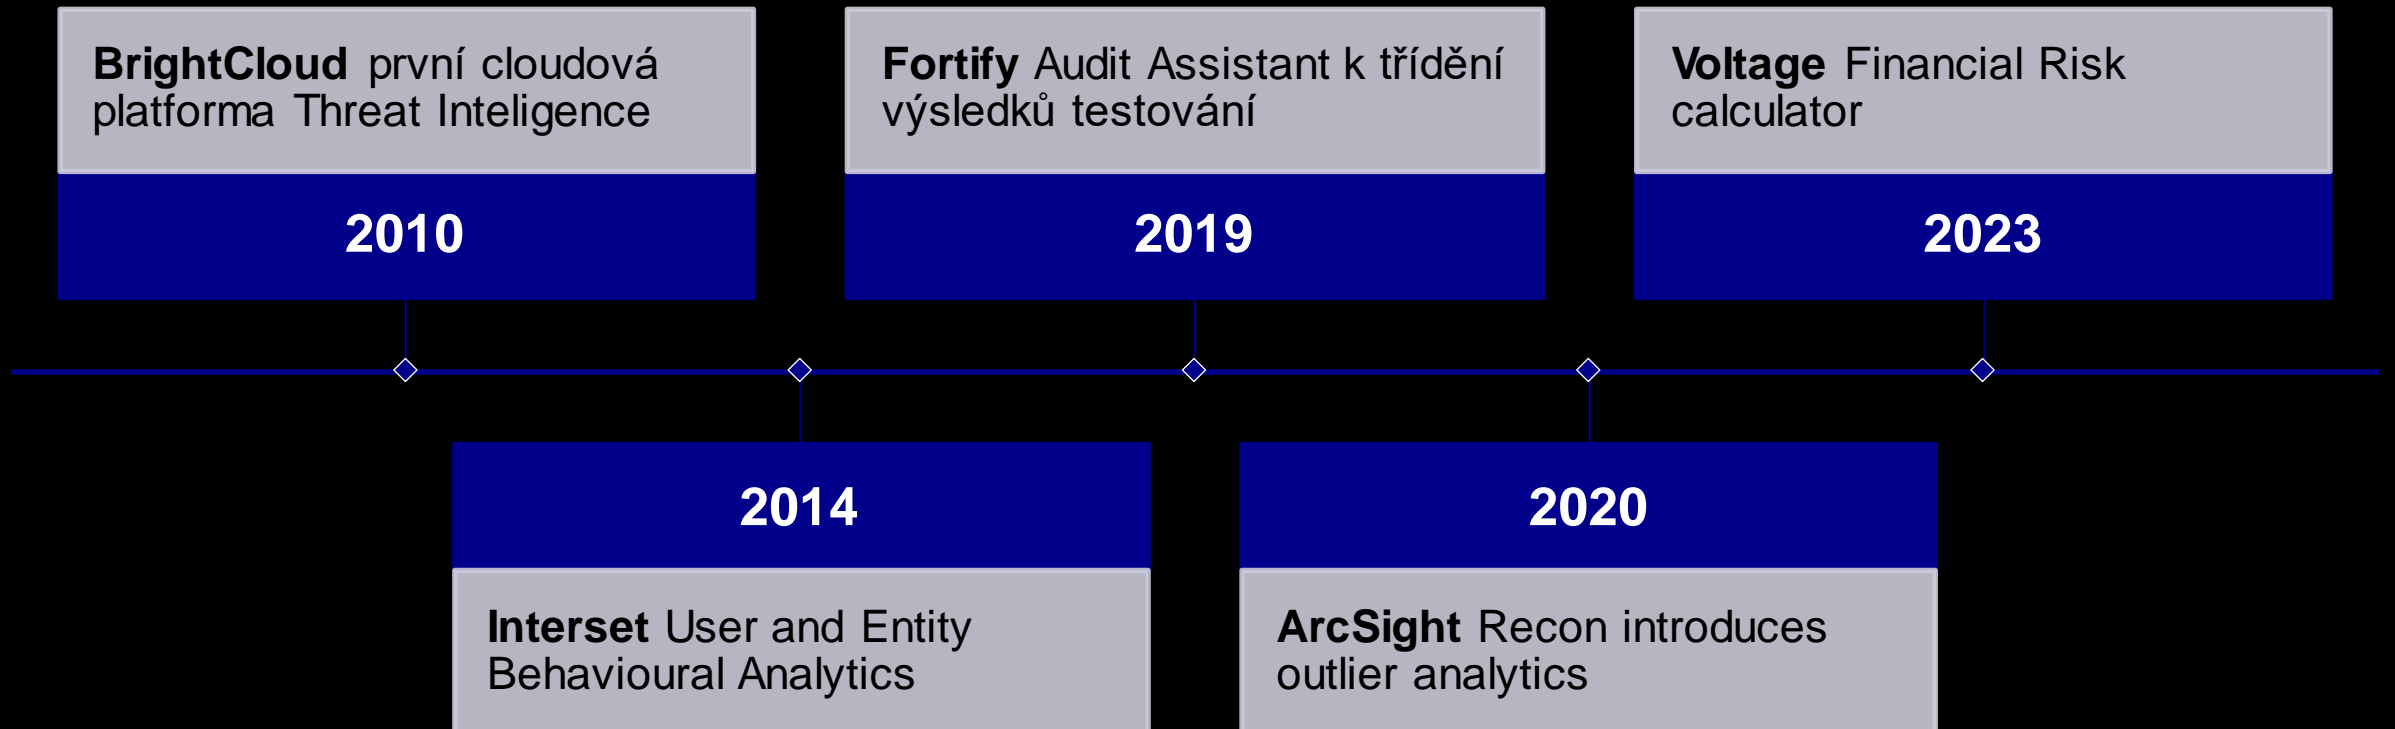 BrightCloud první cloudová
platforma Threat Inteligence
2010
Fortify Audit Assistant k třídění
výsledků testování
2019
Voltage Financial Risk
calculator
2023
2014
Interset User and Entity
Behavioural Analytics
2020
ArcSight Recon introduces
outlier analytics